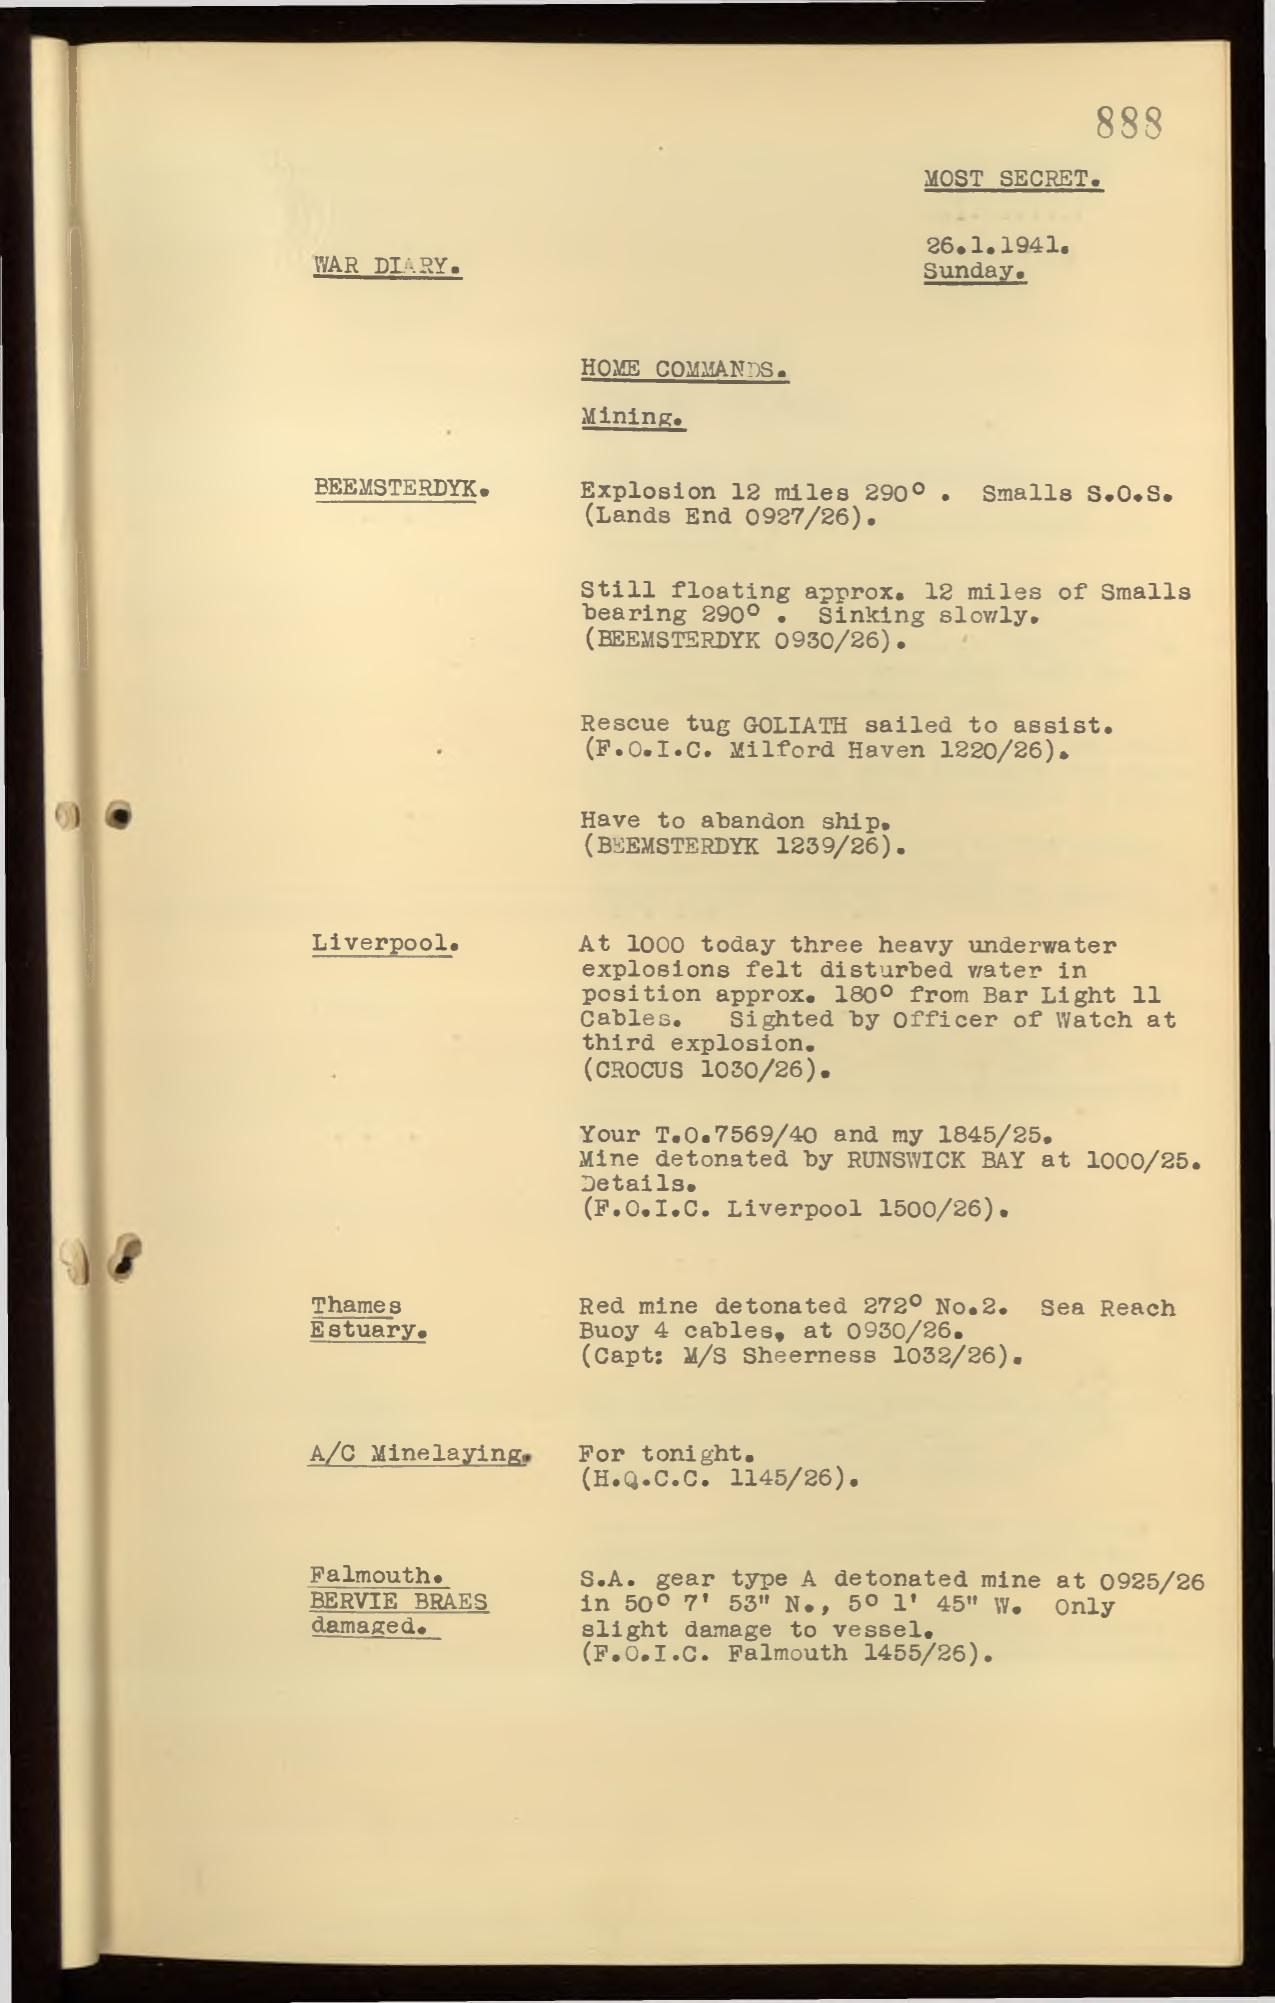 888
MOST SECRET.
26.1.1941.
Sunday.
WAR DIARY.
HOME COMMANDS.
Mining.
BEEMSTERDYK.
Explosion 12 miles 290° . Smalls S.O.S.
(Lands End 0927/26).
Still floating approx. 12 miles of Smalls
bearing 290° . Sinking slowly.
(BEEMSTERDYK 0930/26).
Rescue tug GOLIATH sailed to assist.
(F.O.I.C. Milford Haven 1220/26).
Have to abandon ship.
(BEEMSTERDYK 1239/26).
Liverpool.
At 1000 today three heavy underwater
explosions felt disturbed water in
position approx. 180° from Bar Light 11
Cables. Sighted by Officer of Watch at
third explosion.
(CROCUS 1030/26).
Your T.O.7569/40 and my 1845/25.
Mine detonated by RUNSWICK BAY at 1000/25.
Details.
(F.O.I.C. Liverpool 1500/26).
Thames
Estuary.
Red mine detonated 272° No.2. Sea Reach
Buoy 4 cables, at 0930/26.
(Capt: M/S Sheerness 1032/26).
A/C Minelaying.
For tonight.
(H.Q.C.C. 1145/26).
Falmouth.
BERVIE BRAES
damaged.
S.A. gear type A detonated mine at 0925/26
in 50° 7' 53" N., 5° 1' 45" W. Only
slight damage to vessel.
(F.O.I.C. Falmouth 1455/26).